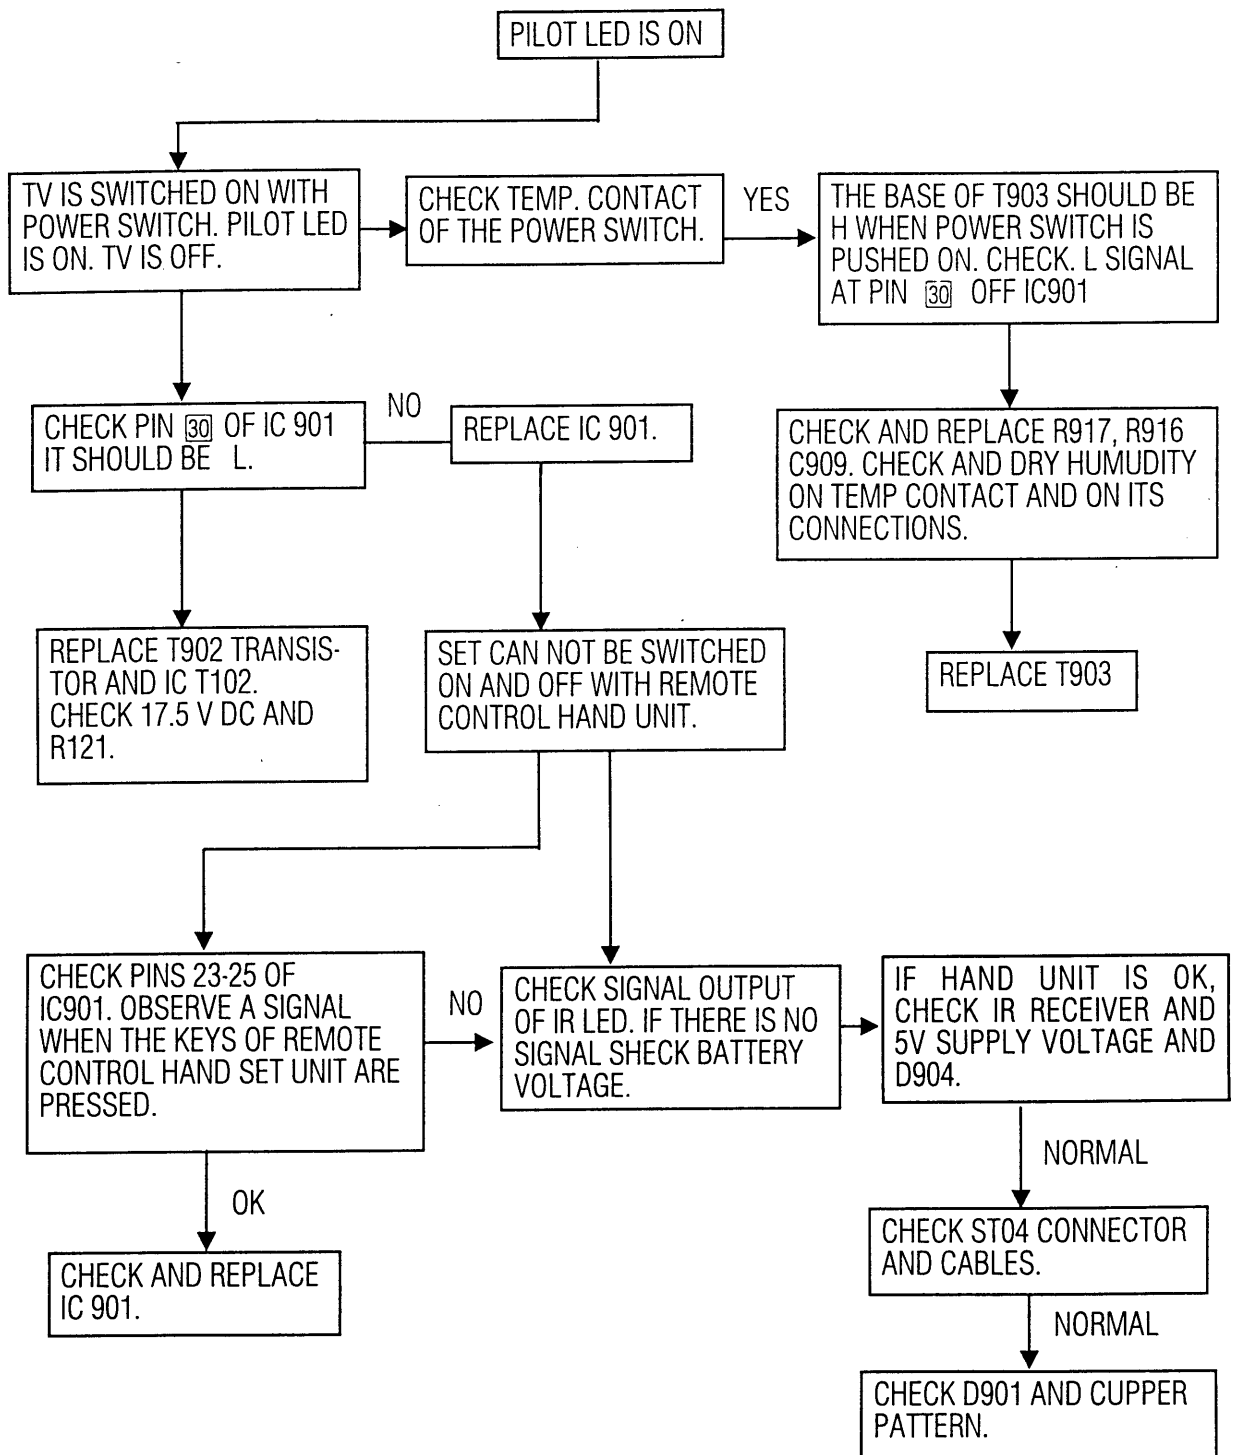 PILOT LED IS ON
TV IS SWITCHED ON WITH
POWER SWITCH. PILOT LED
IS ON. TV IS OFF.
CHECK TEMP. CONTACT
OF THE POWER SWITCH.
YES
THE BASE OF T903 SHOULD BE
H WHEN POWER SWITCH IS
PUSHED ON. CHECK. L SIGNAL
AT PIN 30 OFF IC901
CHECK PIN 30 OF IC 901
IT SHOULD BE L.
NO
REPLACE IC 901.
CHECK AND REPLACE R917, R916
C909. CHECK AND DRY HUMUDITY
ON TEMP CONTACT AND ON ITS
CONNECTIONS.
REPLACE T902 TRANSIS-
TOR AND IC T102.
CHECK 17.5 V DC AND
R121.
SET CAN NOT BE SWITCHED
ON AND OFF WITH REMOTE
CONTROL HAND UNIT.
REPLACE T903
CHECK PINS 23-25 OF
IC901. OBSERVE A SIGNAL
WHEN THE KEYS OF REMOTE
CONTROL HAND SET UNIT ARE
PRESSED.
NO
CHECK SIGNAL OUTPUT
OF IR LED. IF THERE IS NO
SIGNAL SHECK BATTERY
VOLTAGE.
IF HAND UNIT IS OK,
CHECK IR RECEIVER AND
5V SUPPLY VOLTAGE AND
D904.
OK
NORMAL
CHECK AND REPLACE
IC 901.
CHECK ST04 CONNECTOR
AND CABLES.
NORMAL
CHECK D901 AND CUPPER
PATTERN.